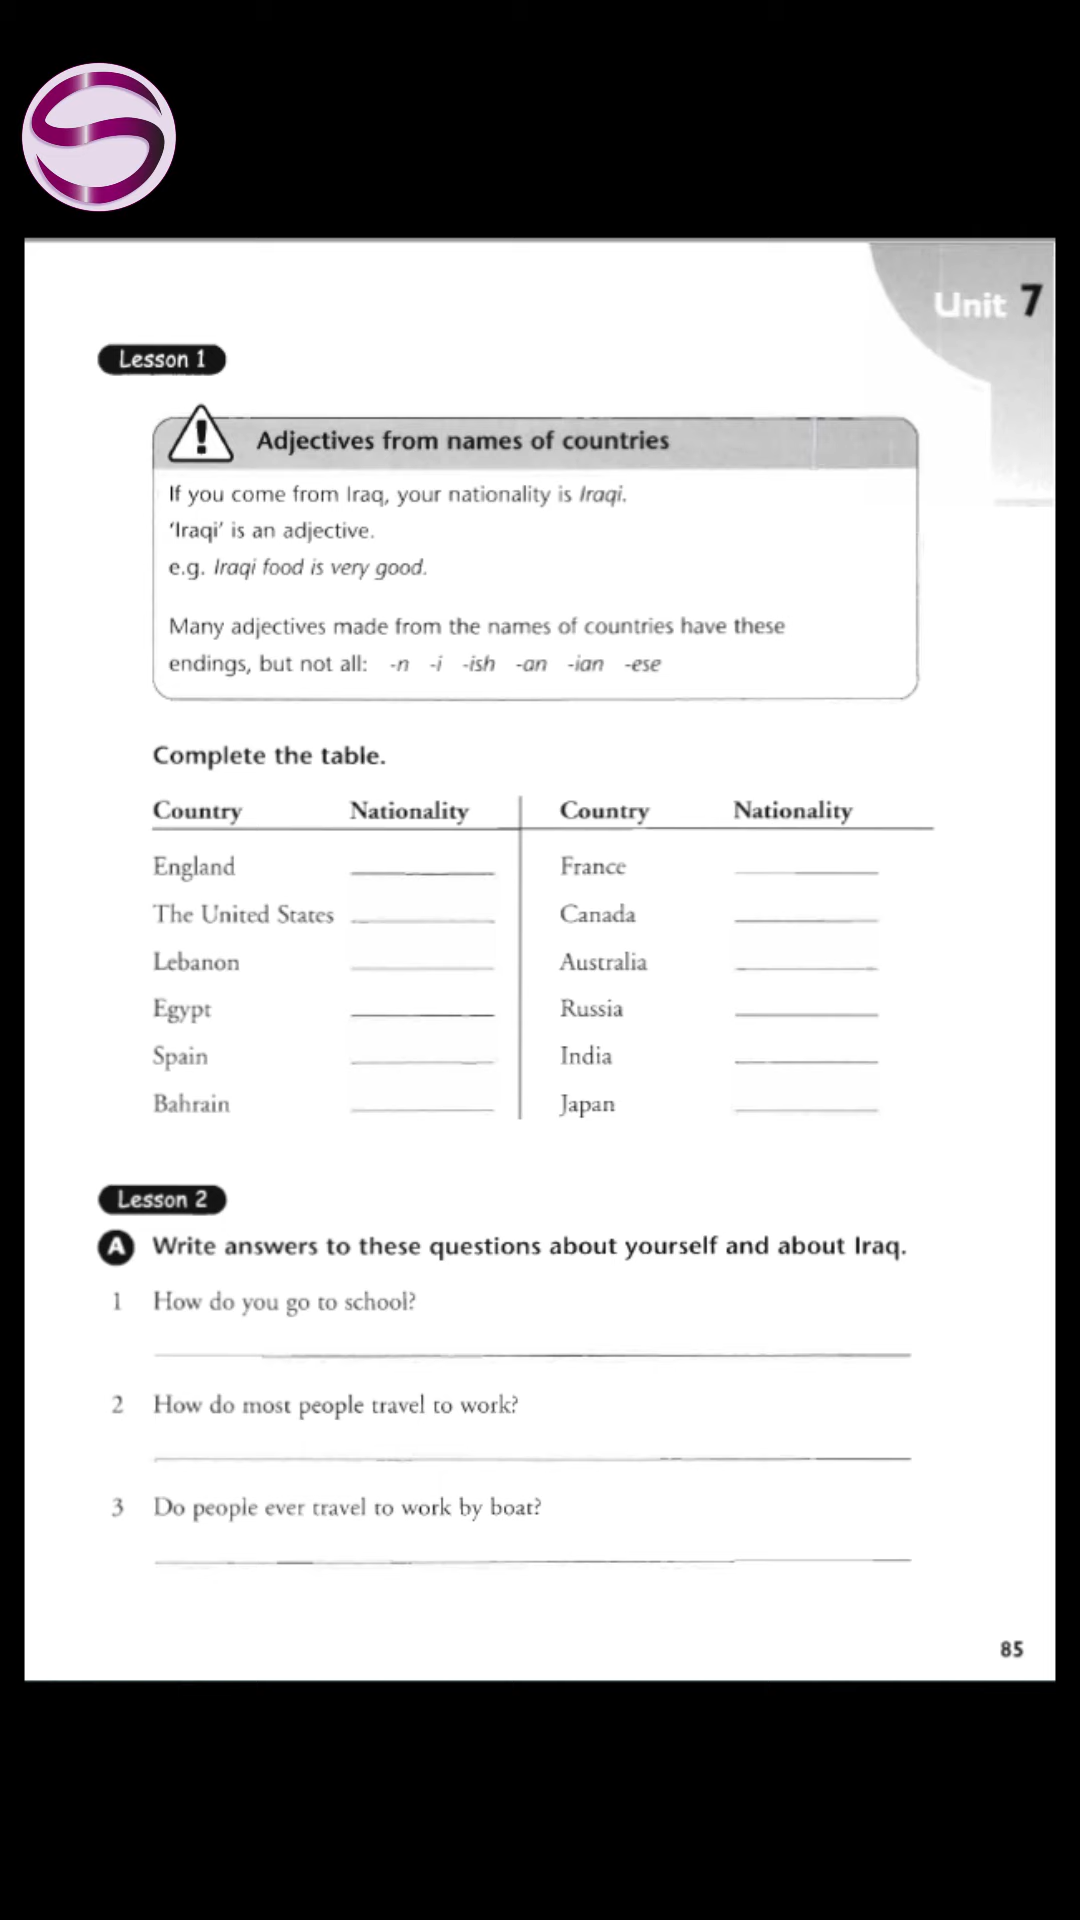 Unit 7
Lesson 1
Adjectives from names of countries
If you come from Iraq, your nationality is Iraqi.
‘Iraqi’ is an adjective.
e.g. Iraqi food is very good.
Many adjectives made from the names of countries have these
endings, but not all: -n -i -ish -an -ian -ese
Complete the table.
Country Nationality Country Nationality
England France
The United States Canada
Lebanon Australia
Egypt Russia
Spain India
Bahrain Japan
Lesson 2
A Write answers to these questions about yourself and about Iraq.
1 How do you go to school?
2 How do most people travel to work?
3 Do people ever travel to work by boat?
85